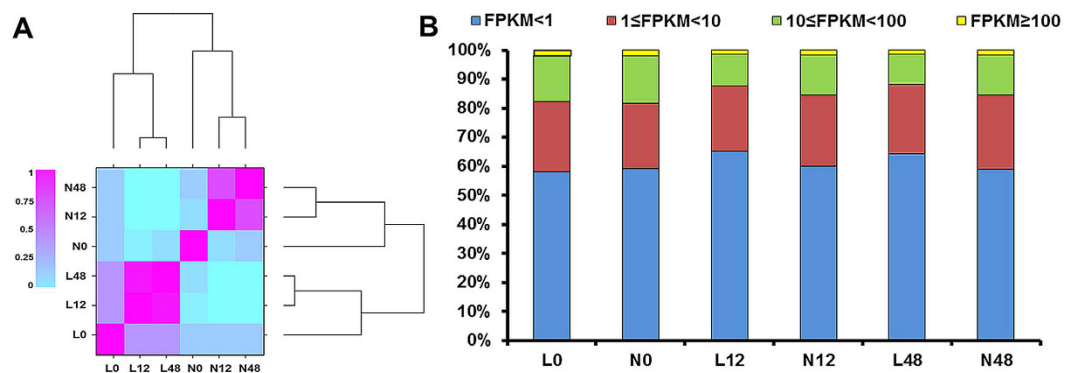 A
1
0.75
0.5
0.25
0
N48
N12
N0
L48
L12
L0
L0 L12 L48 N0 N12 N48
B
FPKM<1 1≤FPKM<10 10≤FPKM<100 FPKM≥100
100%
90%
80%
70%
60%
50%
40%
30%
20%
10%
0%
L0 N0 L12 N12 L48 N48